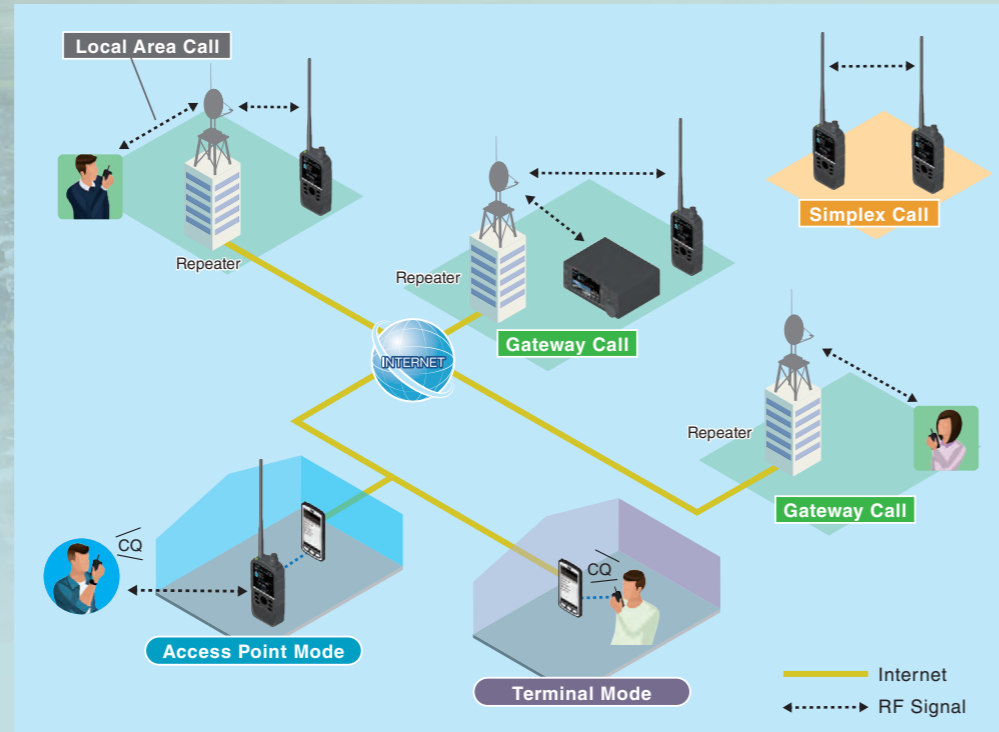 Local Area Call
Repeater
Repeater
Simplex Call
INTERNET
Gateway Call
Repeater
Gateway Call
CQ
CQ
Access Point Mode
Terminal Mode
Internet
RF Signal